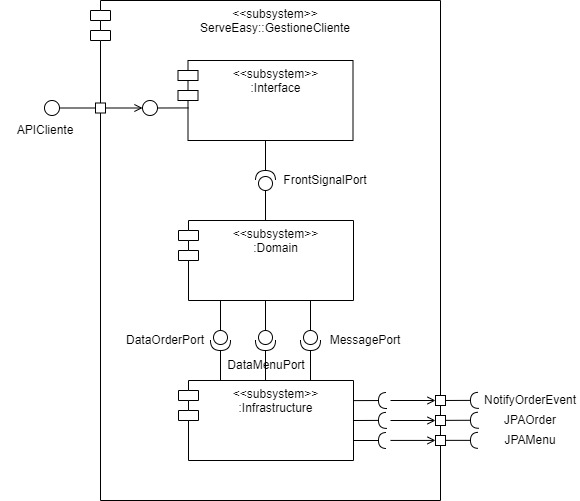 <<subsystem>>
ServeEasy::GestioneCliente
<<subsystem>>
:Interface
APICliente
FrontSignalPort
<<subsystem>>
:Domain
DataOrderPort
MessagePort
DataMenuPort
<<subsystem>>
:Infrastructure
NotifyOrderEvent
JPAOrder
JPAMenu